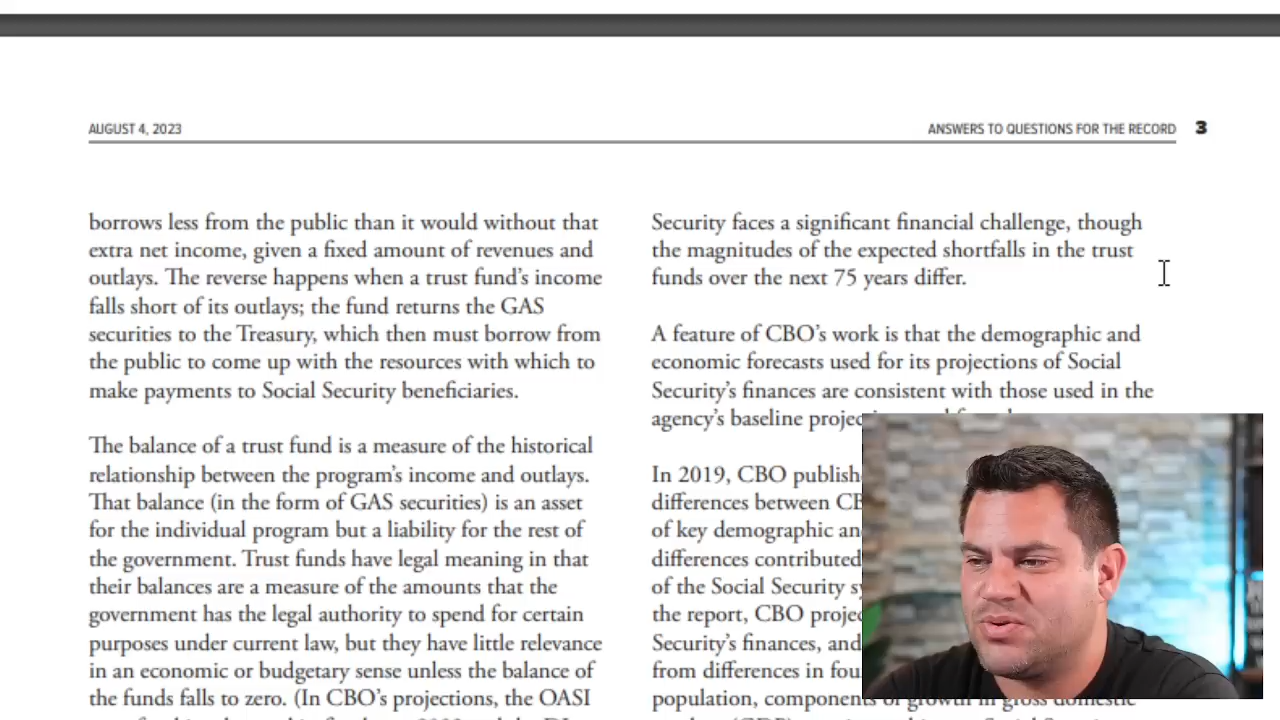 AUGUST 4, 2023
ANSWERS TO QUESTIONS FOR THE RECORD 3
borrows less from the public than it would without that
extra net income, given a fixed amount of revenues and
outlays. The reverse happens when a trust fund's income
falls short of its outlays; the fund returns the GAS
securities to the Treasury, which then must borrow from
the public to come up with the resources with which to
make payments to Social Security beneficiaries.
The balance of a trust fund is a measure of the historical
relationship between the program's income and outlays.
That balance (in the form of GAS securities) is an asset
for the individual program but a liability for the rest of
the government. Trust funds have legal meaning in that
their balances are a measure of the amounts that the
government has the legal authority to spend for certain
purposes under current law, but they have little relevance
in an economic or budgetary sense unless the balance of
the funds falls to zero. (In CBO's projections, the OASI
Security faces a significant financial challenge, though
the magnitudes of the expected shortfalls in the trust
funds over the next 75 years differ.
A feature of CBO's work is that the demographic and
economic forecasts used for its projections of Social
Security's finances are consistent with those used in the
agency's baseline
In 2019, CBO
differences between
of key demographic
differences contributed
of the Social Security
the report, CBO
Security's finances, and
from differences in
population, components of growth in gross domestic